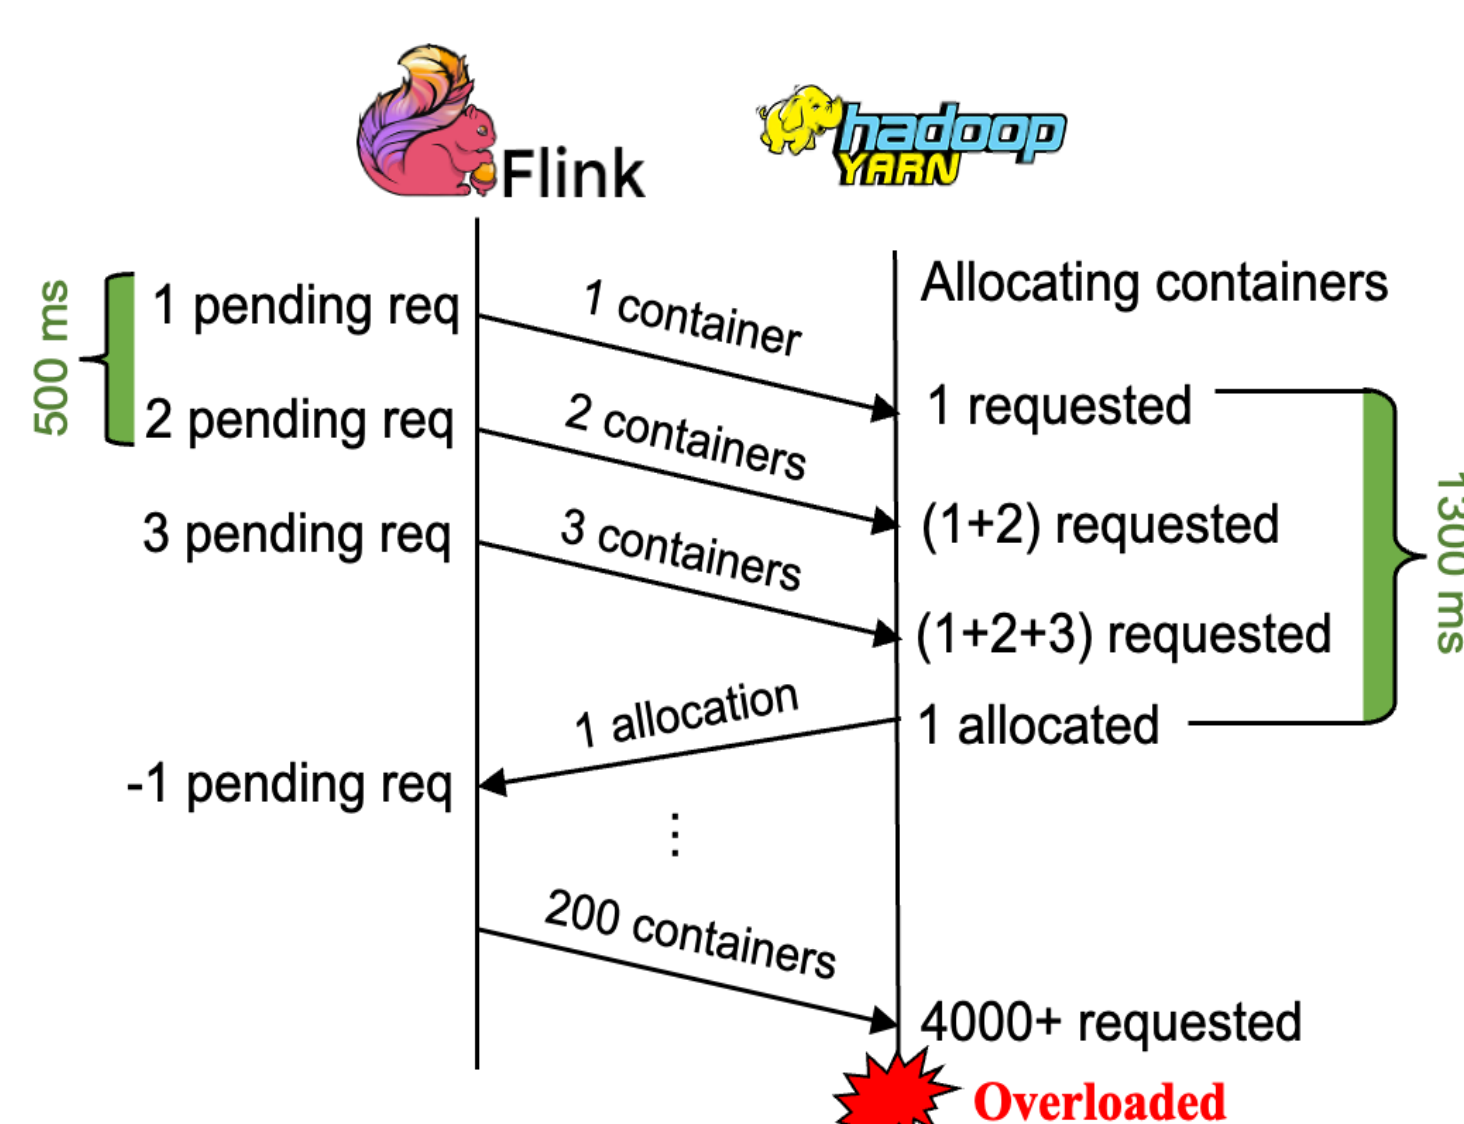 Flink
hadoop
YARN
Allocating containers
500 ms
1 pending req
1 container
1 requested
2 pending req
2 containers
(1+2) requested
3 pending req
3 containers
(1+2+3) requested
1300 ms
1 allocation
1 allocated
-1 pending req
⋮
200 containers
4000+ requested
Overloaded